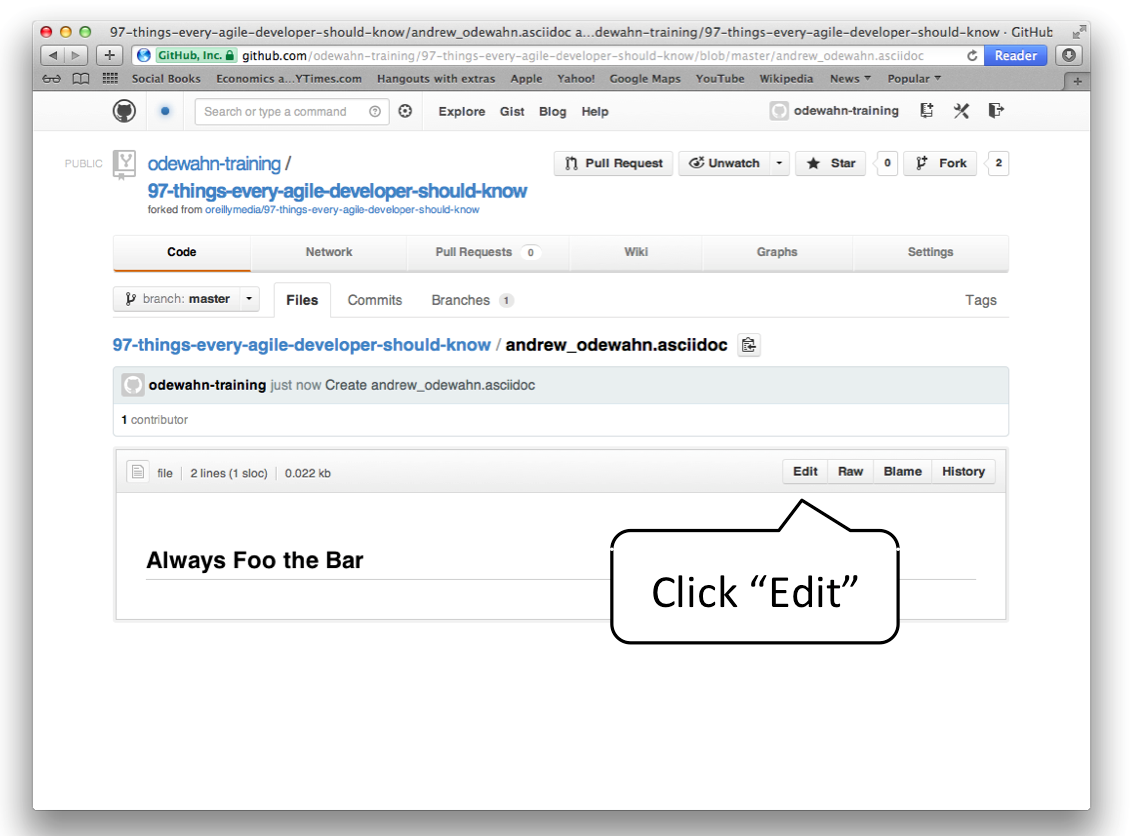 97-things-every-agile-developer-should-know/andrew_odewahn.asciidoc a...dewahn-training/97-things-every-agile-developer-should-know · GitHub
GitHub, Inc. github.com/odewahn-training/97-things-every-agile-developer-should-know/blob/master/andrew_odewahn.asciidoc Reader
Social Books Economics a...YTimes.com Hangouts with extras Apple Yahoo! Google Maps YouTube Wikipedia News Popular
Search or type a command Explore Gist Blog Help odewahn-training
PUBLIC odewahn-training / Pull Request Unwatch Star 0 Fork 2
97-things-every-agile-developer-should-know
forked from oreillymedia/97-things-every-agile-developer-should-know
Code Network Pull Requests 0 Wiki Graphs Settings
branch: master Files Commits Branches 1 Tags
97-things-every-agile-developer-should-know / andrew_odewahn.asciidoc
odewahn-training just now Create andrew_odewahn.asciidoc
1 contributor
file 2 lines (1 sloc) 0.022 kb Edit Raw Blame History
Always Foo the Bar
Click “Edit”